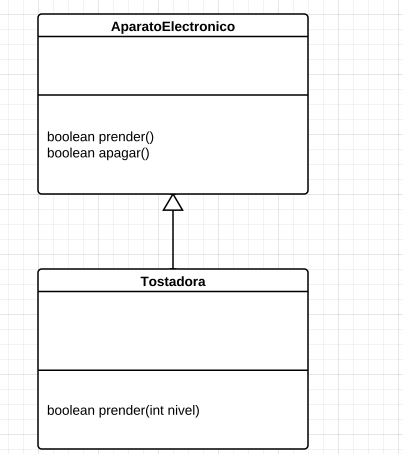 AparatoElectronico
boolean prender()
boolean apagar()
Tostadora
boolean prender(int nivel)